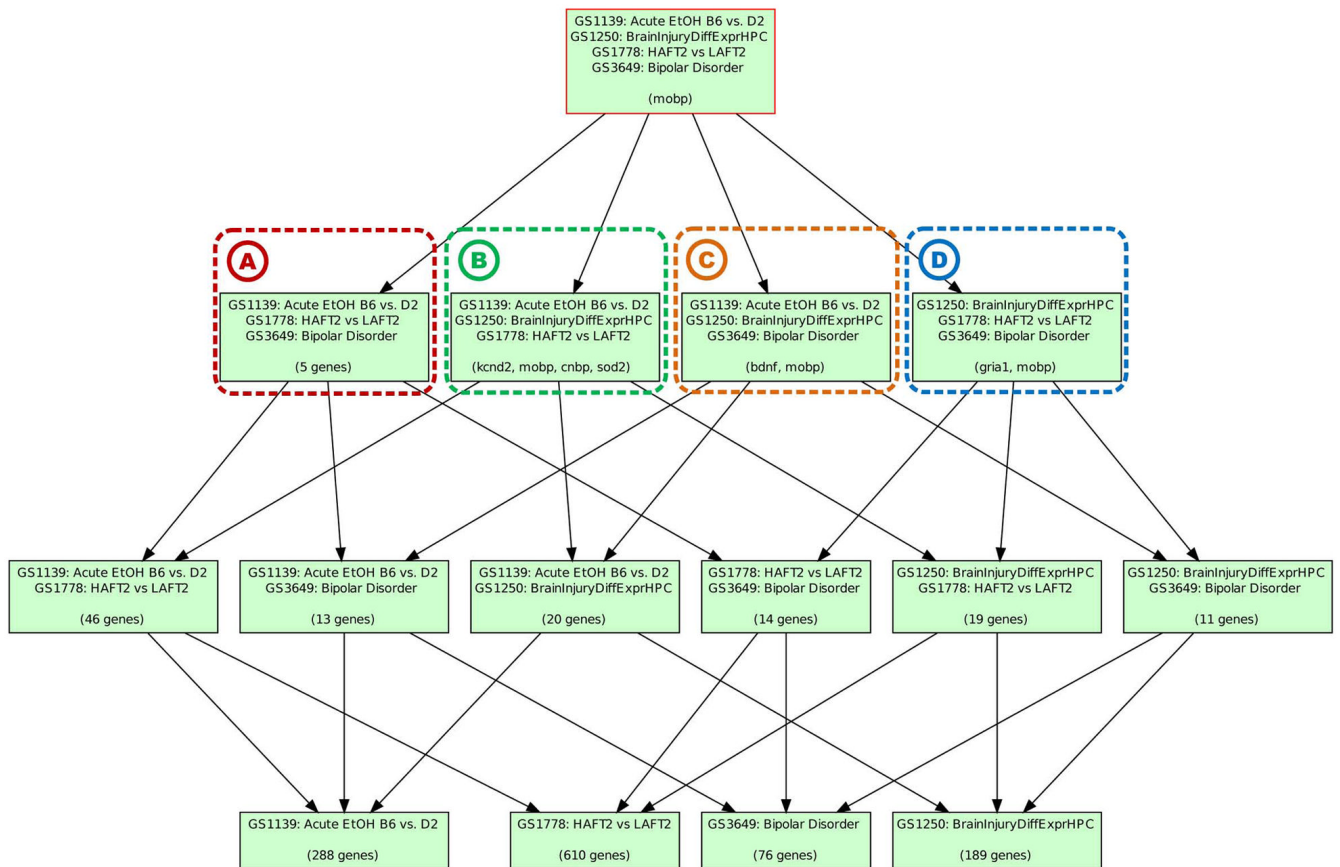 GS1139: Acute EtOH B6 vs. D2
GS1250: BrainInjuryDiffExprHPC
GS1778: HAFT2 vs LAFT2
GS3649: Bipolar Disorder
(mobp)
A
GS1139: Acute EtOH B6 vs. D2
GS1778: HAFT2 vs LAFT2
GS3649: Bipolar Disorder
(5 genes)
B
GS1139: Acute EtOH B6 vs. D2
GS1250: BrainInjuryDiffExprHPC
GS1778: HAFT2 vs LAFT2
(kcnd2, mobp, cnbp, sod2)
C
GS1139: Acute EtOH B6 vs. D2
GS1250: BrainInjuryDiffExprHPC
GS3649: Bipolar Disorder
(bdnf, mobp)
D
GS1250: BrainInjuryDiffExprHPC
GS1778: HAFT2 vs LAFT2
GS3649: Bipolar Disorder
(gria1, mobp)
GS1139: Acute EtOH B6 vs. D2
GS1778: HAFT2 vs LAFT2
(46 genes)
GS1139: Acute EtOH B6 vs. D2
GS3649: Bipolar Disorder
(13 genes)
GS1139: Acute EtOH B6 vs. D2
GS1250: BrainInjuryDiffExprHPC
(20 genes)
GS1778: HAFT2 vs LAFT2
GS3649: Bipolar Disorder
(14 genes)
GS1250: BrainInjuryDiffExprHPC
GS1778: HAFT2 vs LAFT2
(19 genes)
GS1250: BrainInjuryDiffExprHPC
GS3649: Bipolar Disorder
(11 genes)
GS1139: Acute EtOH B6 vs. D2
(288 genes)
GS1778: HAFT2 vs LAFT2
(610 genes)
GS3649: Bipolar Disorder
(76 genes)
GS1250: BrainInjuryDiffExprHPC
(189 genes)